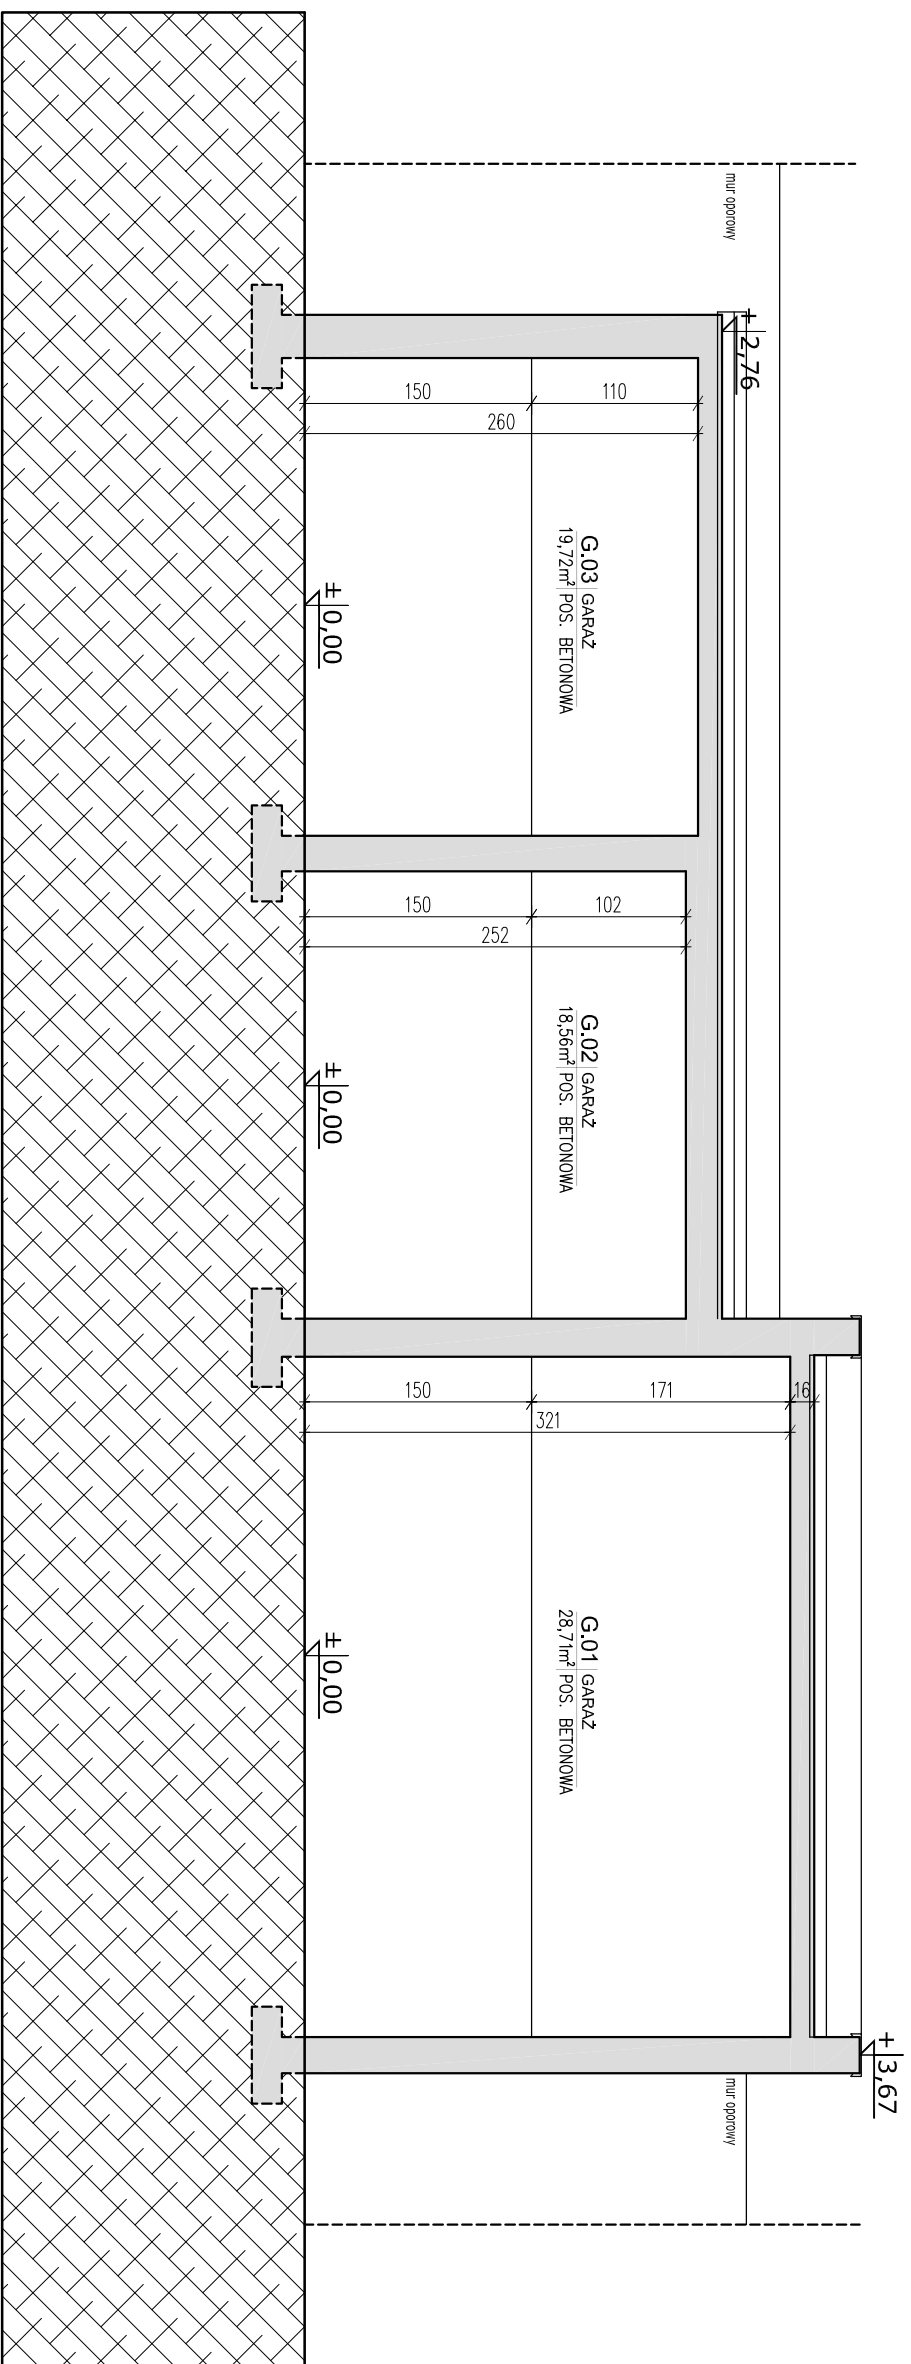 mur oporowy
+2,76
150
110
260
G.03 GARAŻ
19,72m² POS. BETONOWA
±0,00
150
102
252
G.02 GARAŻ
18,56m² POS. BETONOWA
±0,00
150
171
16
321
G.01 GARAŻ
28,71m² POS. BETONOWA
±0,00
+3,67
mur oporowy